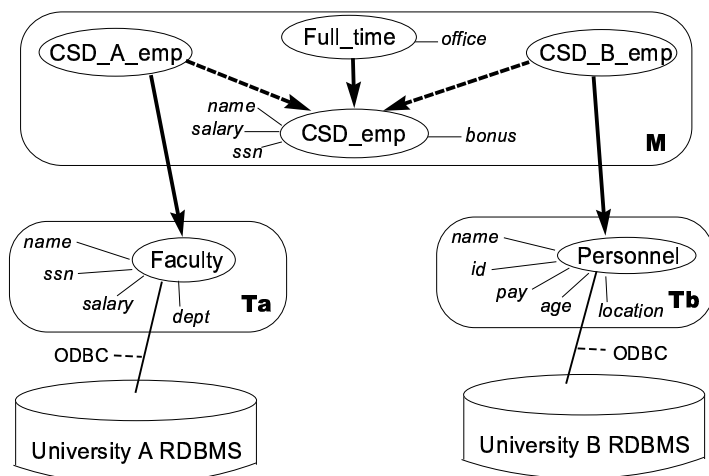 CSD_A_emp
Full_time
office
CSD_B_emp
name
salary
ssn
CSD_emp
bonus
M
name
ssn
salary
dept
Faculty
Ta
name
id
pay
age
location
Personnel
Tb
ODBC
ODBC
University A RDBMS
University B RDBMS